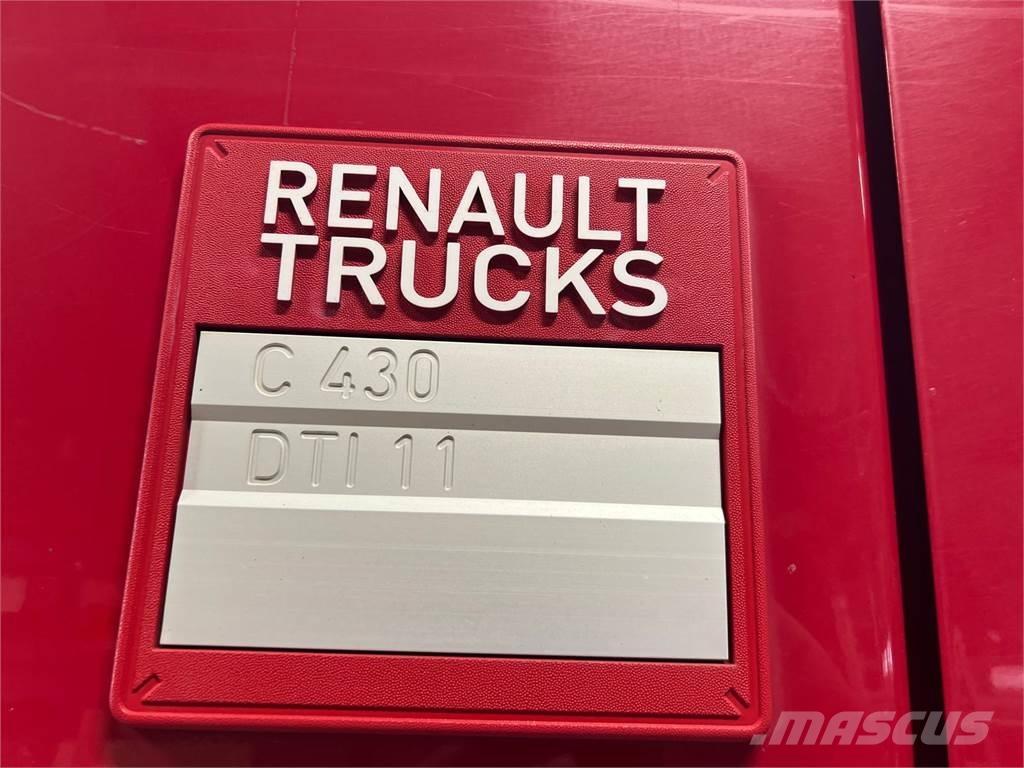 RENAULT
TRUCKS
C 430
DTI 11
MASCUS